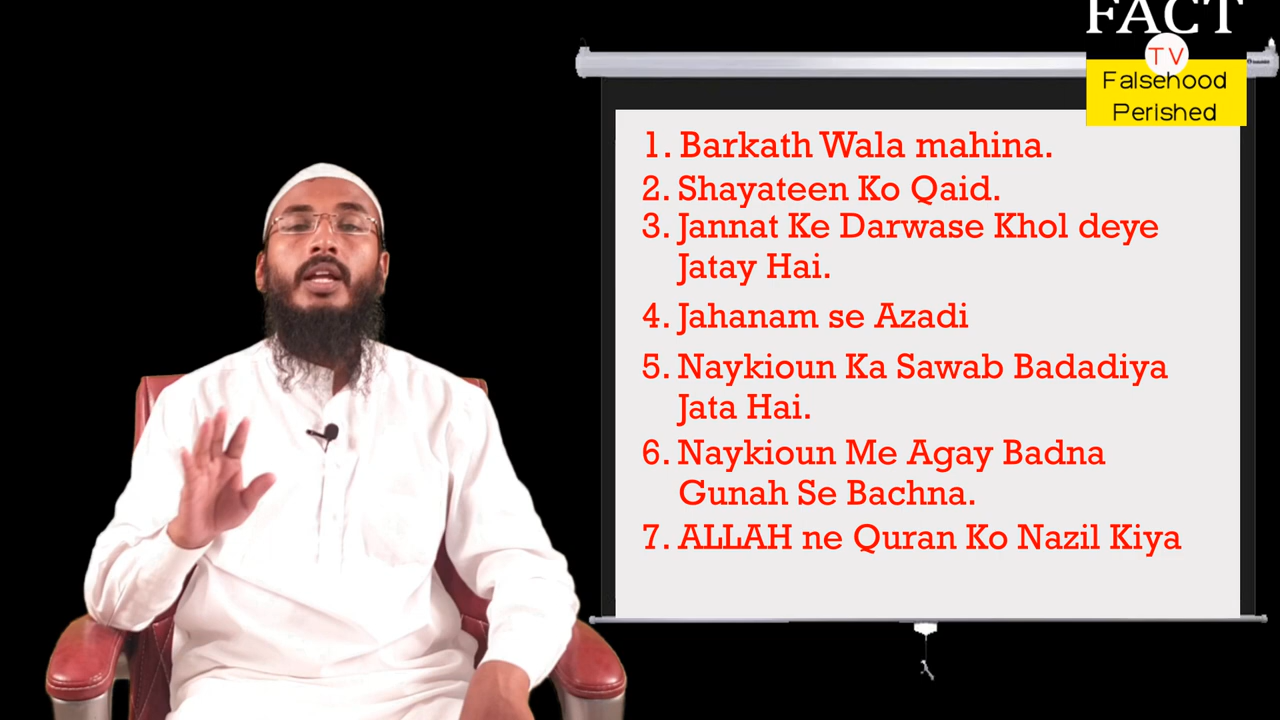 FACT
TV
Falsehood
Perished
1. Barkath Wala mahina.
2. Shayateen Ko Qaid.
3. Jannat Ke Darwase Khol deye
Jatay Hai.
4. Jahanam se Azadi
5. Naykioun Ka Sawab Badadiya
Jata Hai.
6. Naykioun Me Agay Badna
Gunah Se Bachna.
7. ALLAH ne Quran Ko Nazil Kiya